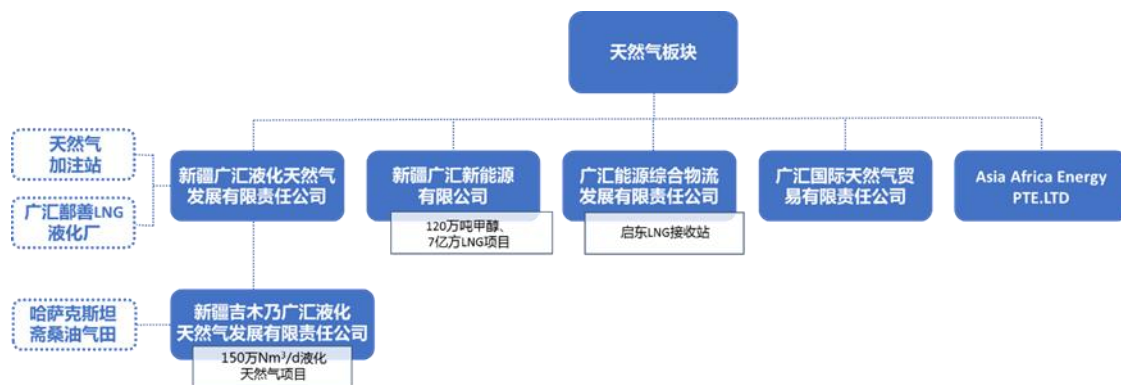 天然气板块
天然气
加注站
广汇鄯善LNG
液化厂
新疆广汇液化天然气
发展有限责任公司
新疆广汇新能源
有限公司
120万吨甲醇、
7亿方LNG项目
广汇能源综合物流
发展有限责任公司
启东LNG接收站
广汇国际天然气贸
易有限责任公司
Asia Africa Energy
PTE.LTD
哈萨克斯坦
斋桑油气田
新疆吉木乃广汇液化
天然气发展有限责任公司
150万Nm³/d液化
天然气项目